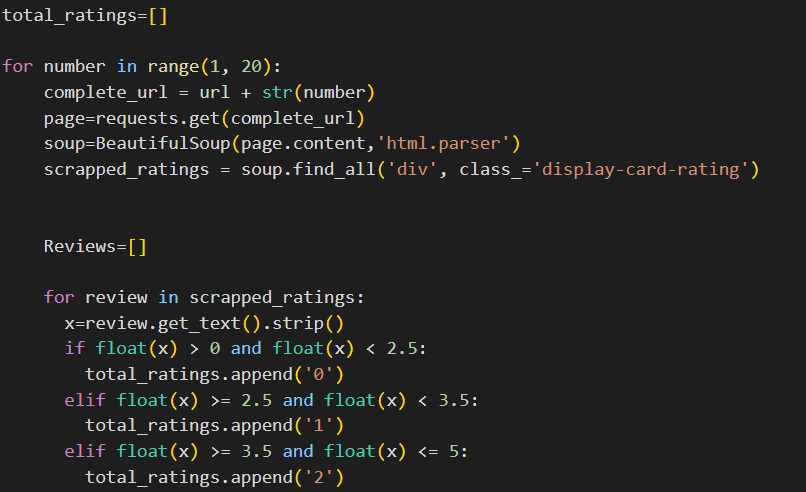 total_ratings=[]
for number in range(1, 20):
complete_url = url + str(number)
page=requests.get(complete_url)
soup=BeautifulSoup(page.content,'html.parser')
scrapped_ratings = soup.find_all('div', class_='display-card-rating')
Reviews=[]
for review in scrapped_ratings:
x=review.get_text().strip()
if float(x) > 0 and float(x) < 2.5:
total_ratings.append('0')
elif float(x) >= 2.5 and float(x) < 3.5:
total_ratings.append('1')
elif float(x) >= 3.5 and float(x) <= 5:
total_ratings.append('2')